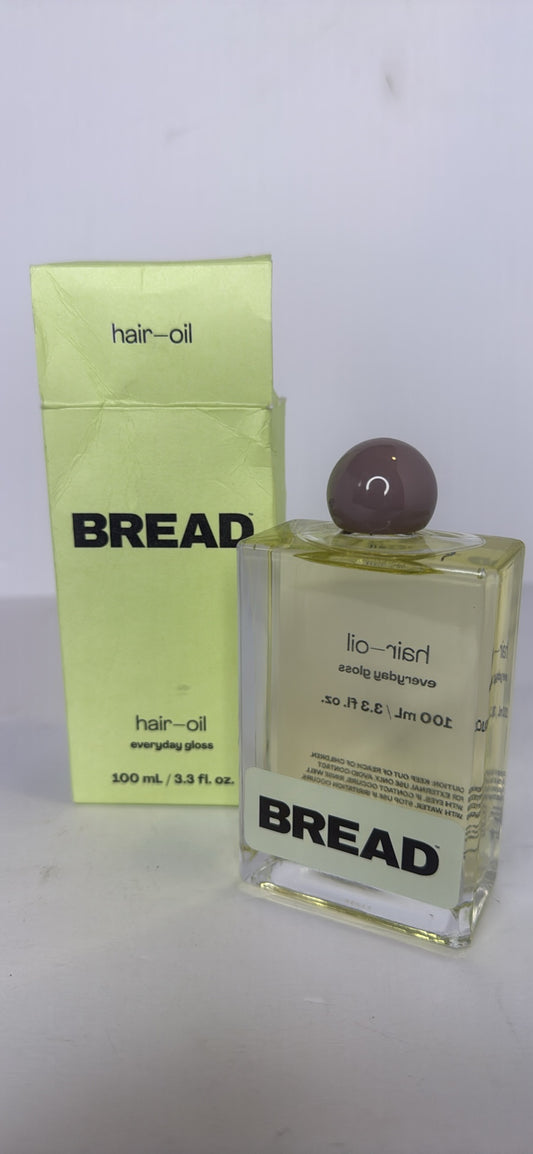 hair–oil
BREAD™
hair–oil
everyday gloss
100 mL / 3.3 fl. oz.
hair–oil
everyday gloss
100 mL / 3.3 fl. oz.
CAUTION: KEEP OUT OF REACH OF CHILDREN.
FOR EXTERNAL USE ONLY. AVOID CONTACT
WITH EYES. IF CONTACT OCCURS, RINSE WELL
WITH WATER. STOP USE IF IRRITATION OCCURS.
BREAD™